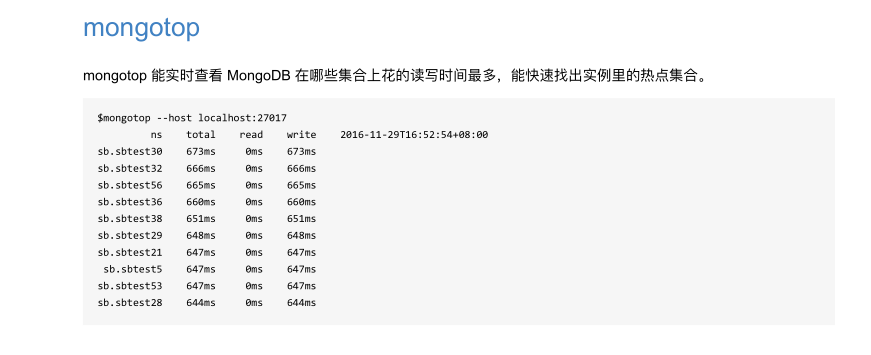 mongotop
mongotop 能实时查看 MongoDB 在哪些集合上花的读写时间最多，能快速找出实例里的热点集合。
$mongotop --host localhost:27017
ns total read write 2016-11-29T16:52:54+08:00
sb.sbtest30 673ms 0ms 673ms
sb.sbtest32 666ms 0ms 666ms
sb.sbtest56 665ms 0ms 665ms
sb.sbtest36 660ms 0ms 660ms
sb.sbtest38 651ms 0ms 651ms
sb.sbtest29 648ms 0ms 648ms
sb.sbtest21 647ms 0ms 647ms
sb.sbtest5 647ms 0ms 647ms
sb.sbtest53 647ms 0ms 647ms
sb.sbtest28 644ms 0ms 644ms